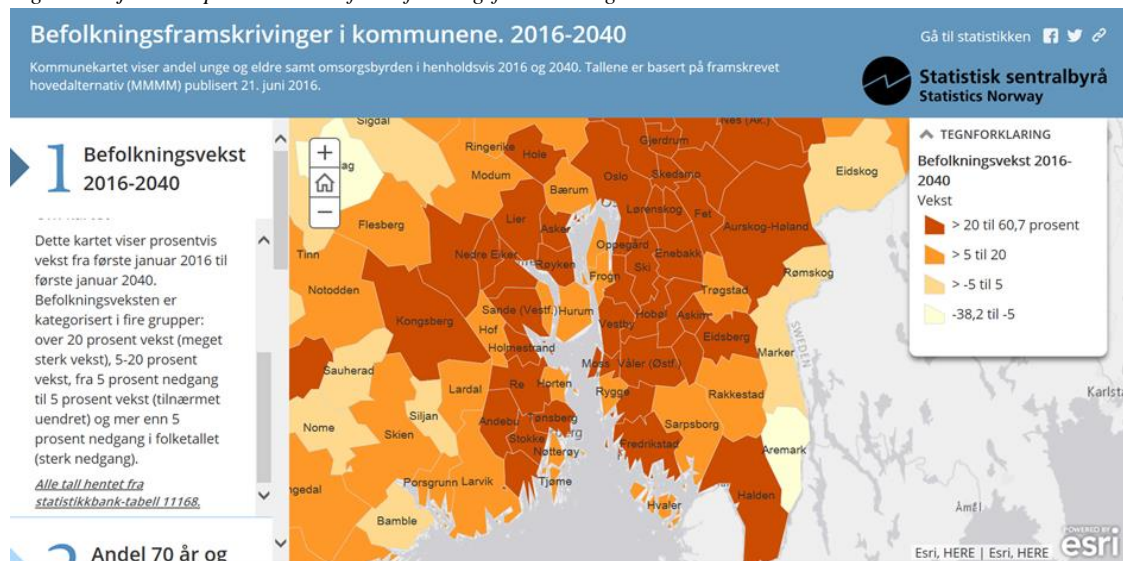 Befolkningsframskrivinger i kommunene. 2016-2040
Gå til statistikken
Kommunekartet viser andel unge og eldre samt omsorgsbyrden i henholdsvis 2016 og 2040. Tallene er basert på framskrevet
hovedalternativ (MMMM) publisert 21. juni 2016.
Statistisk sentralbyrå
Statistics Norway
1 Befolkningsvekst
2016-2040
Dette kartet viser prosentvis
vekst fra første januar 2016 til
første januar 2040.
Befolkningsveksten er
kategorisert i fire grupper:
over 20 prosent vekst (meget
sterk vekst), 5-20 prosent
vekst, fra 5 prosent nedgang
til 5 prosent vekst (tilnærmet
uendret) og mer enn 5
prosent nedgang i folketallet
(sterk nedgang).
Alle tall hentet fra
statistikkbank-tabell 11168.
Andel 70 år og
+
−
Sigdal
Nes (Ak.)
Ringerike
Hole
Gjerdrum
Modum
Oslo
Skedsmo
Bærum
Eidskog
Flesberg
Lier
Asker
Lørenskog
Fet
Aurskog-Høland
Tinn
Nedre Eiker
Røyken
Oppegård
Enebakk
Frogn
Ski
Rømskog
Notodden
Trøgstad
Sande (Vestf.)
Hurum
Kongsberg
Hof
Vestby
Hobøl
Askim
Eidsberg
Holmestrand
SWEDEN
Marker
Sauherad
Moss
Våler (Østf.)
Lardal
Re
Horten
Rygge
Rakkestad
Siljan
Andebu
Tønsberg
Sarpsborg
Nome
Skien
Stokke
Fredrikstad
Aremark
Nøtterøy
Porsgrunn
Larvik
Tjøme
Halden
Hvaler
Bamble
Åmål
TEGNFORKLARING
Befolkningsvekst 2016-
2040
Vekst
> 20 til 60,7 prosent
> 5 til 20
> -5 til 5
-38,2 til -5
Esri, HERE | Esri, HERE
POWERED BY
esri